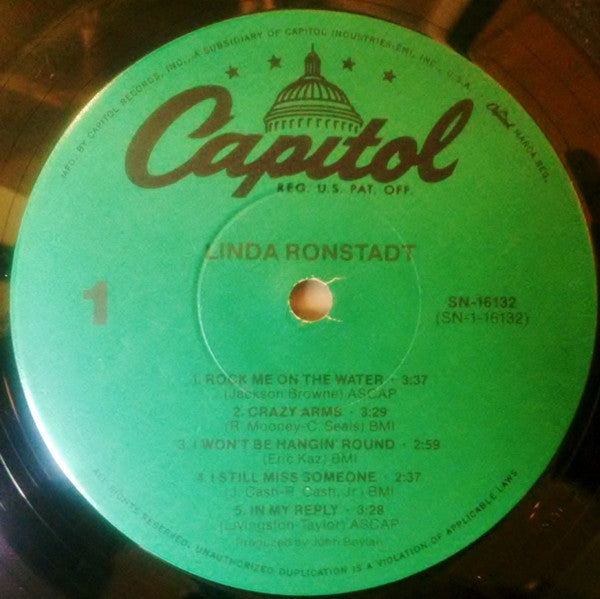 MFD. BY CAPITOL RECORDS, INC., A SUBSIDIARY OF CAPITOL INDUSTRIES-EMI, INC., U.S.A.
Capitol MARCA REG.
Capitol
REG. U.S. PAT. OFF.
LINDA RONSTADT
1
SN-16132
(SN-1-16132)
1. ROCK ME ON THE WATER · 3:37
(Jackson Browne) ASCAP
2. CRAZY ARMS · 3:29
(R. Mooney-C. Seals) BMI
3. I WON'T BE HANGIN' ROUND · 2:59
(Eric Kaz) BMI
4. I STILL MISS SOMEONE · 2:37
(J. Cash-R. Cash, Jr.) BMI
5. IN MY REPLY · 3:28
(Livingston-Taylor) ASCAP
Produced by John Boylan
ALL RIGHTS RESERVED. UNAUTHORIZED DUPLICATION IS A VIOLATION OF APPLICABLE LAWS